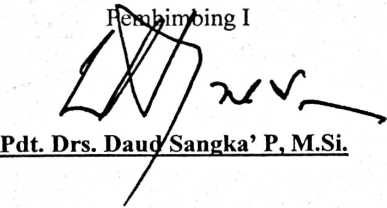 Pembimbing I
Pdt. Drs. Daud Sangka' P, M.Si.